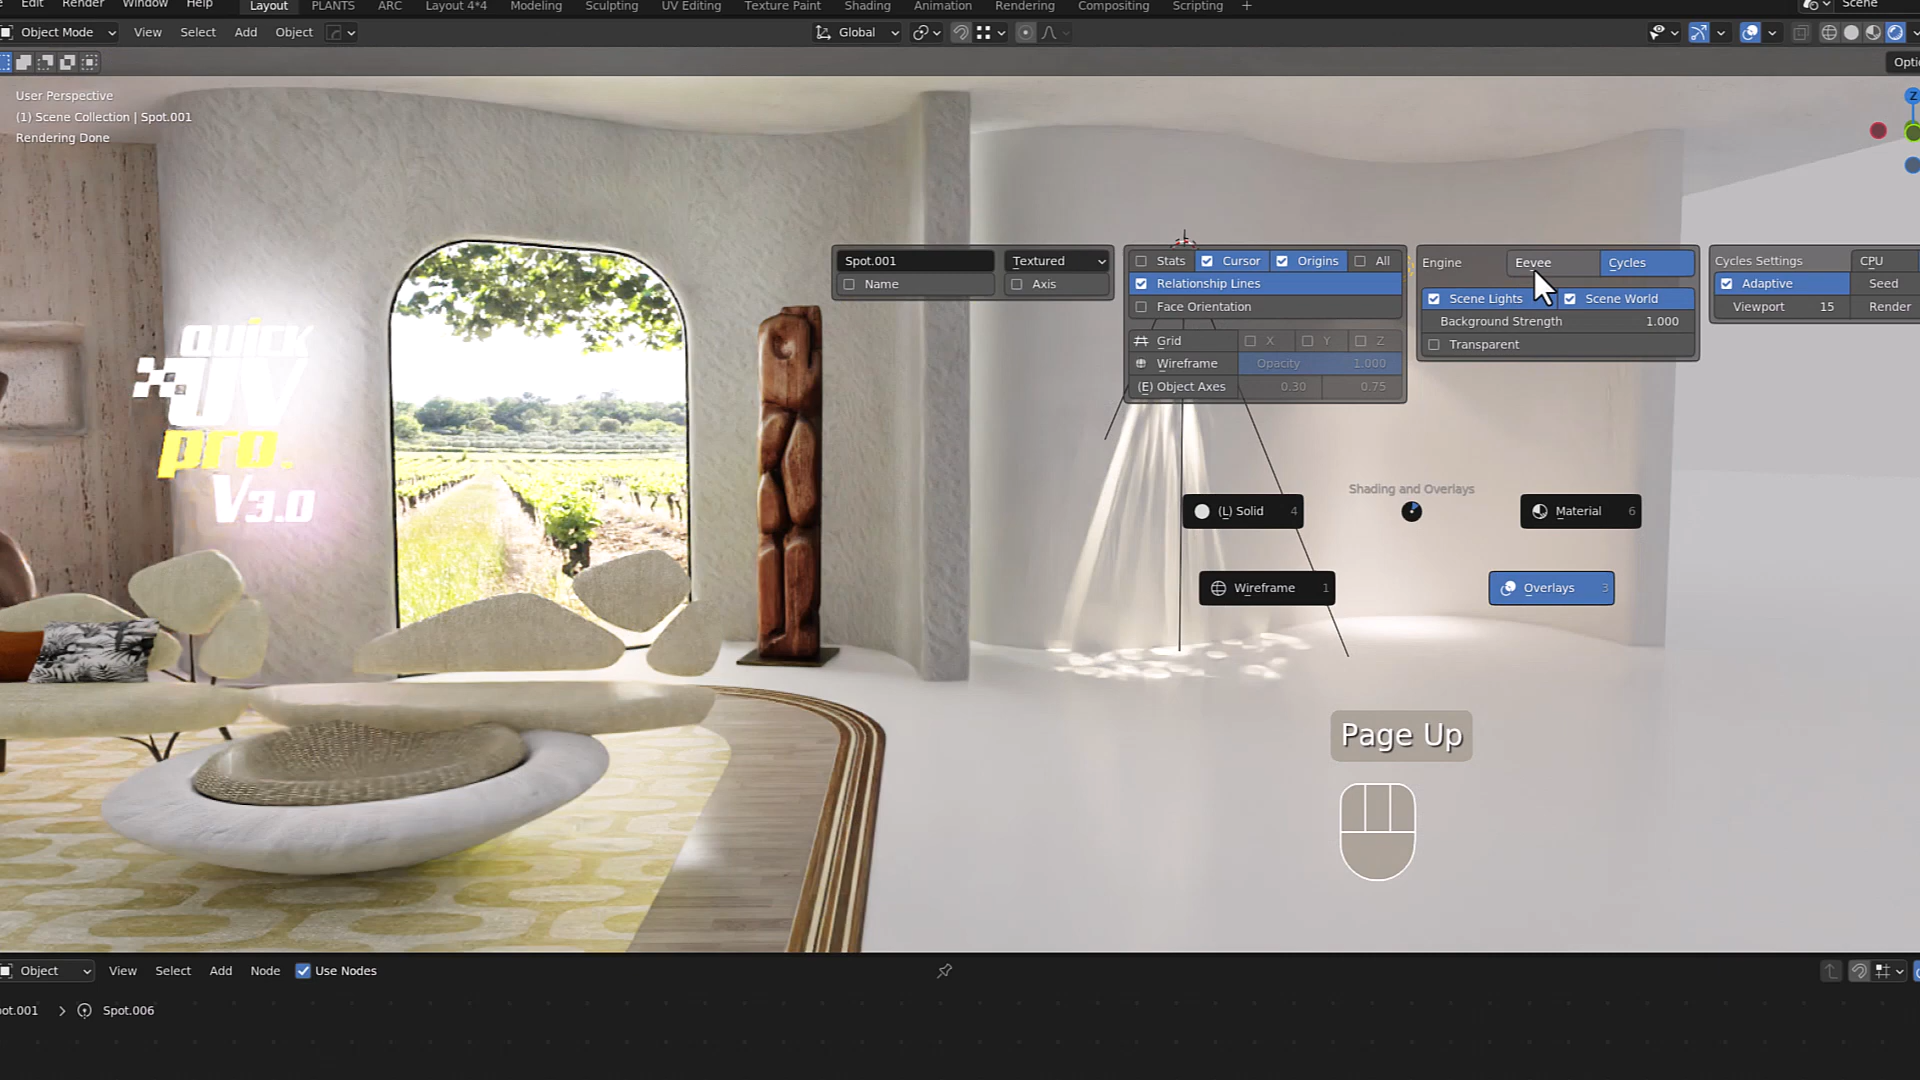 Edit Render Window Help Layout PLANTS ARC Layout 4*4 Modeling Sculpting UV Editing Texture Paint Shading Animation Rendering Compositing Scripting + Scene
Object Mode View Select Add Object Global
Optio
User Perspective
(1) Scene Collection | Spot.001
Rendering Done
Z
Spot.001 Textured
Name Axis
Stats Cursor Origins All
Relationship Lines
Face Orientation
Grid X Y Z
Wireframe Opacity 1.000
(E) Object Axes 0.30 0.75
Engine Eevee Cycles
Scene Lights Scene World
Background Strength 1.000
Transparent
Cycles Settings CPU
Adaptive Seed
Viewport 15 Render
quick
UV
pro.
V3.0
Shading and Overlays
(L) Solid 4
Material 6
Wireframe 1
Overlays 3
Page Up
Object View Select Add Node Use Nodes
pot.001 > Spot.006